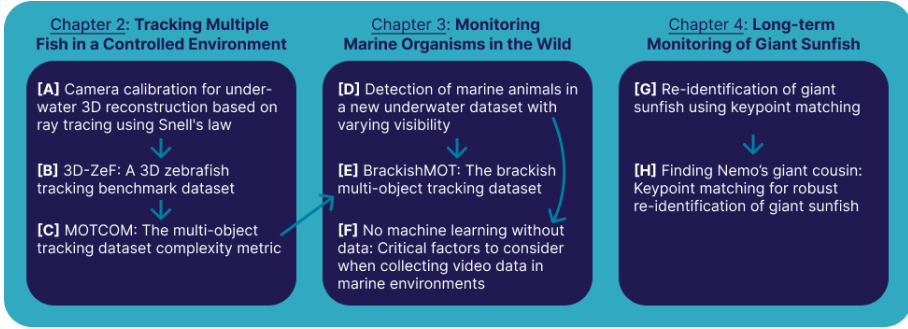 Chapter 2: Tracking Multiple
Fish in a Controlled Environment
[A] Camera calibration for under-
water 3D reconstruction based on
ray tracing using Snell's law
[B] 3D-ZeF: A 3D zebrafish
tracking benchmark dataset
[C] MOTCOM: The multi-object
tracking dataset complexity metric
Chapter 3: Monitoring
Marine Organisms in the Wild
[D] Detection of marine animals in
a new underwater dataset with
varying visibility
[E] BrackishMOT: The brackish
multi-object tracking dataset
[F] No machine learning without
data: Critical factors to consider
when collecting video data in
marine environments
Chapter 4: Long-term
Monitoring of Giant Sunfish
[G] Re-identification of giant
sunfish using keypoint matching
[H] Finding Nemo's giant cousin:
Keypoint matching for robust
re-identification of giant sunfish